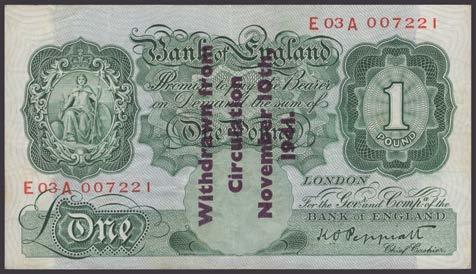 E03A 007221
Bank of England
Promise to pay the Bearer
on Demand the sum of
One Pound
1
POUND
Withdrawn from
Circulation
November 10th.
1941.
E03A 007221
LONDON
For the Gov.r and Comp.a of the
BANK OF ENGLAND
£One
K O Peppiatt
Chief Cashier.